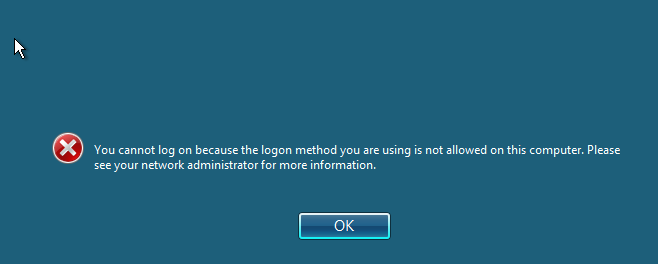 You cannot log on because the logon method you are using is not allowed on this computer. Please
see your network administrator for more information.
OK